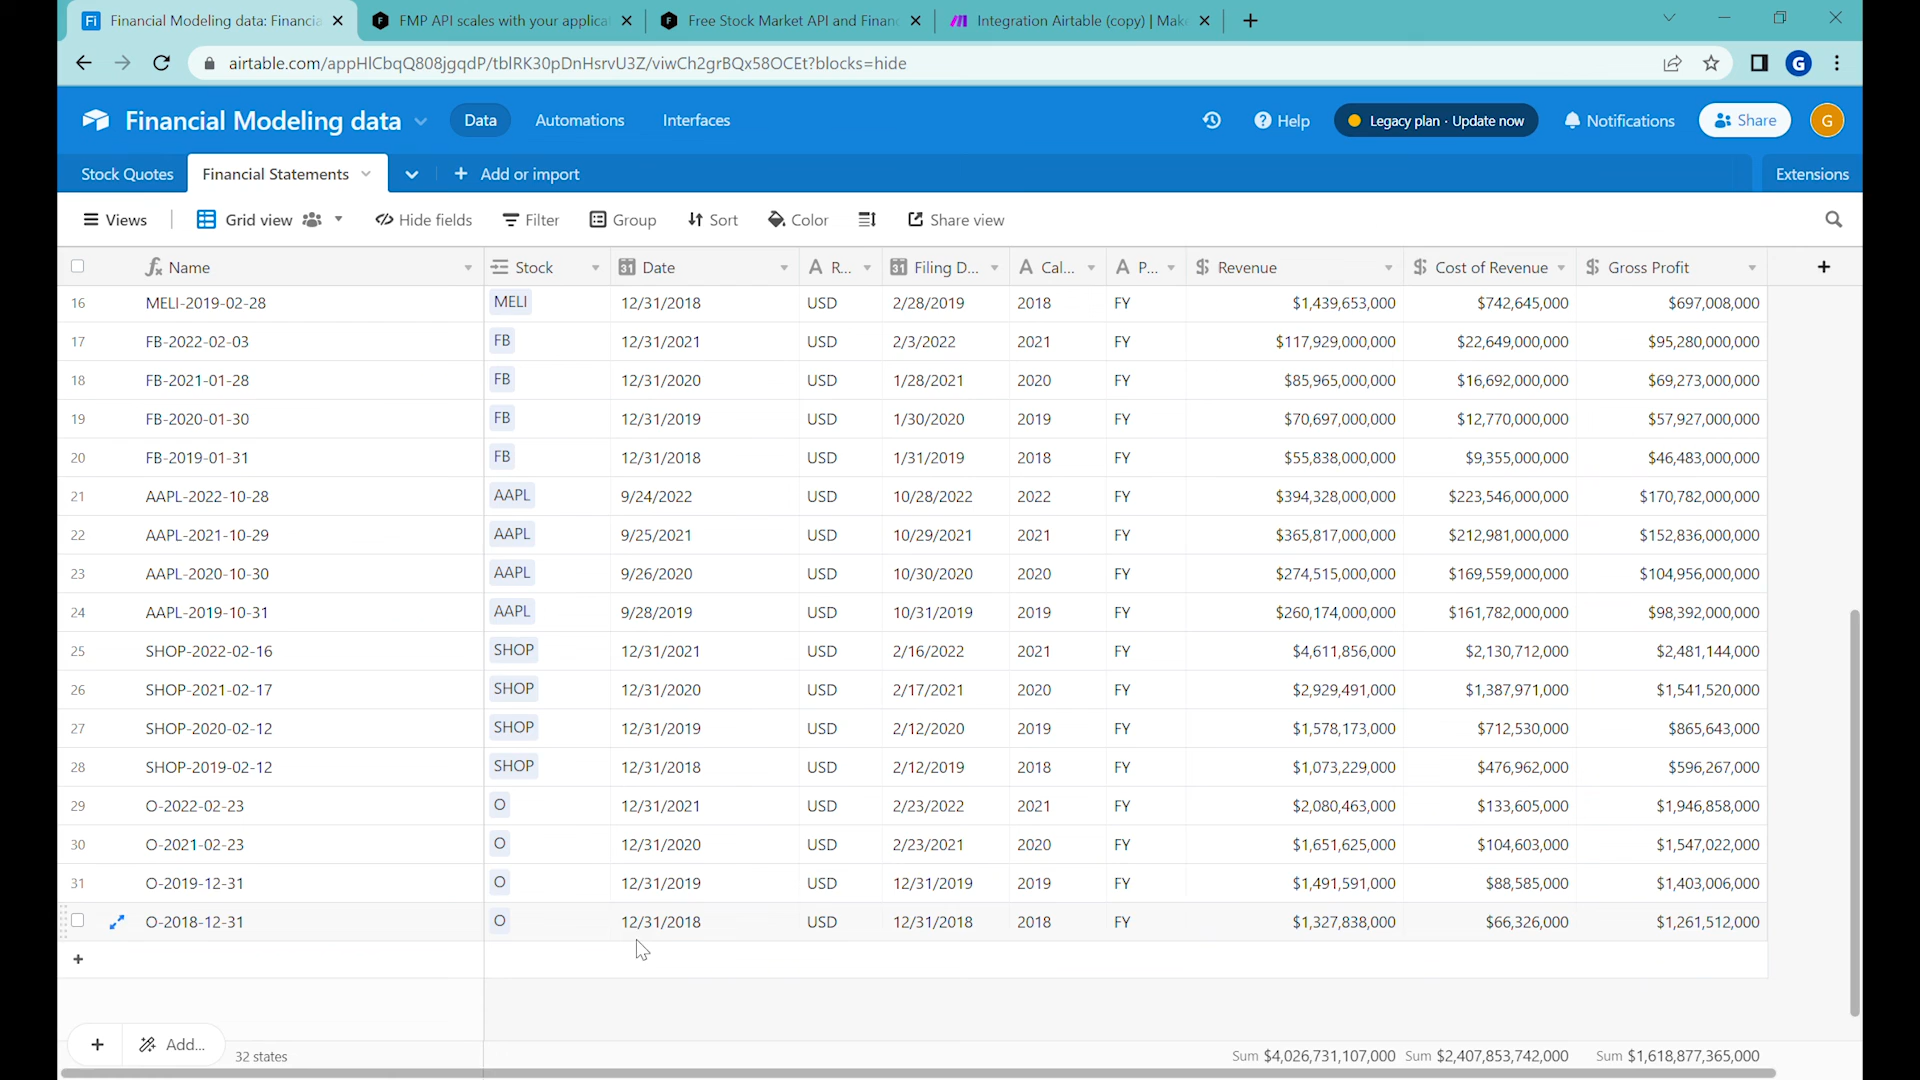 Financial Modeling data: Financia
FMP API scales with your applica
Free Stock Market API and Finan
Integration Airtable (copy) | Mak
airtable.com/appHlCbqQ808jgqdP/tblRK30pDnHsrvU3Z/viwCh2grBQx58OCEt?blocks=hide
G
Financial Modeling data
Data
Automations
Interfaces
Help
Legacy plan · Update now
Notifications
Share
G
Stock Quotes
Financial Statements
Add or import
Extensions
Views
Grid view
Hide fields
Filter
Group
Sort
Color
Share view
Name Stock Date R... Filing D... Cal... P... Revenue Cost of Revenue Gross Profit
16 MELI-2019-02-28 MELI 12/31/2018 USD 2/28/2019 2018 FY $1,439,653,000 $742,645,000 $697,008,000
17 FB-2022-02-03 FB 12/31/2021 USD 2/3/2022 2021 FY $117,929,000,000 $22,649,000,000 $95,280,000,000
18 FB-2021-01-28 FB 12/31/2020 USD 1/28/2021 2020 FY $85,965,000,000 $16,692,000,000 $69,273,000,000
19 FB-2020-01-30 FB 12/31/2019 USD 1/30/2020 2019 FY $70,697,000,000 $12,770,000,000 $57,927,000,000
20 FB-2019-01-31 FB 12/31/2018 USD 1/31/2019 2018 FY $55,838,000,000 $9,355,000,000 $46,483,000,000
21 AAPL-2022-10-28 AAPL 9/24/2022 USD 10/28/2022 2022 FY $394,328,000,000 $223,546,000,000 $170,782,000,000
22 AAPL-2021-10-29 AAPL 9/25/2021 USD 10/29/2021 2021 FY $365,817,000,000 $212,981,000,000 $152,836,000,000
23 AAPL-2020-10-30 AAPL 9/26/2020 USD 10/30/2020 2020 FY $274,515,000,000 $169,559,000,000 $104,956,000,000
24 AAPL-2019-10-31 AAPL 9/28/2019 USD 10/31/2019 2019 FY $260,174,000,000 $161,782,000,000 $98,392,000,000
25 SHOP-2022-02-16 SHOP 12/31/2021 USD 2/16/2022 2021 FY $4,611,856,000 $2,130,712,000 $2,481,144,000
26 SHOP-2021-02-17 SHOP 12/31/2020 USD 2/17/2021 2020 FY $2,929,491,000 $1,387,971,000 $1,541,520,000
27 SHOP-2020-02-12 SHOP 12/31/2019 USD 2/12/2020 2019 FY $1,578,173,000 $712,530,000 $865,643,000
28 SHOP-2019-02-12 SHOP 12/31/2018 USD 2/12/2019 2018 FY $1,073,229,000 $476,962,000 $596,267,000
29 O-2022-02-23 O 12/31/2021 USD 2/23/2022 2021 FY $2,080,463,000 $133,605,000 $1,946,858,000
30 O-2021-02-23 O 12/31/2020 USD 2/23/2021 2020 FY $1,651,625,000 $104,603,000 $1,547,022,000
31 O-2019-12-31 O 12/31/2019 USD 12/31/2019 2019 FY $1,491,591,000 $88,585,000 $1,403,006,000
O-2018-12-31 O 12/31/2018 USD 12/31/2018 2018 FY $1,327,838,000 $66,326,000 $1,261,512,000
Add...
32 states
Sum $4,026,731,107,000 Sum $2,407,853,742,000 Sum $1,618,877,365,000